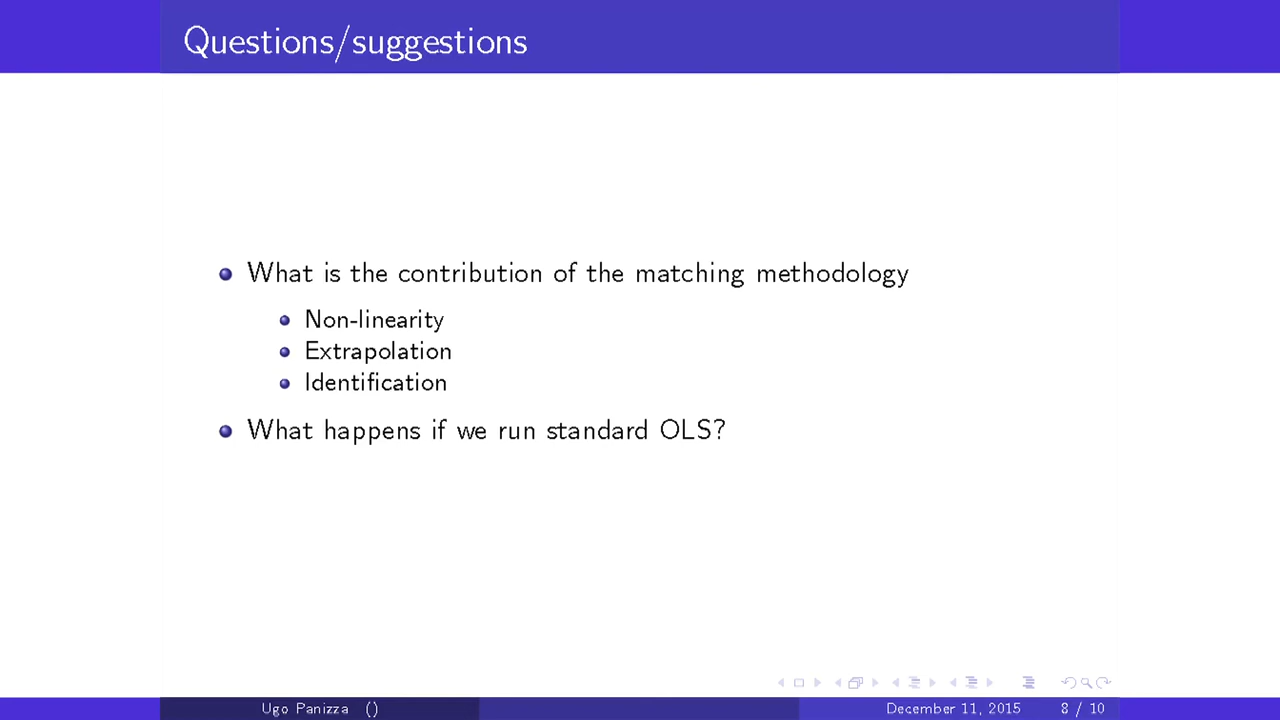 Questions/suggestions
What is the contribution of the matching methodology
Non-linearity
Extrapolation
Identification
What happens if we run standard OLS?
Ugo Panizza () December 11, 2015 8 / 10